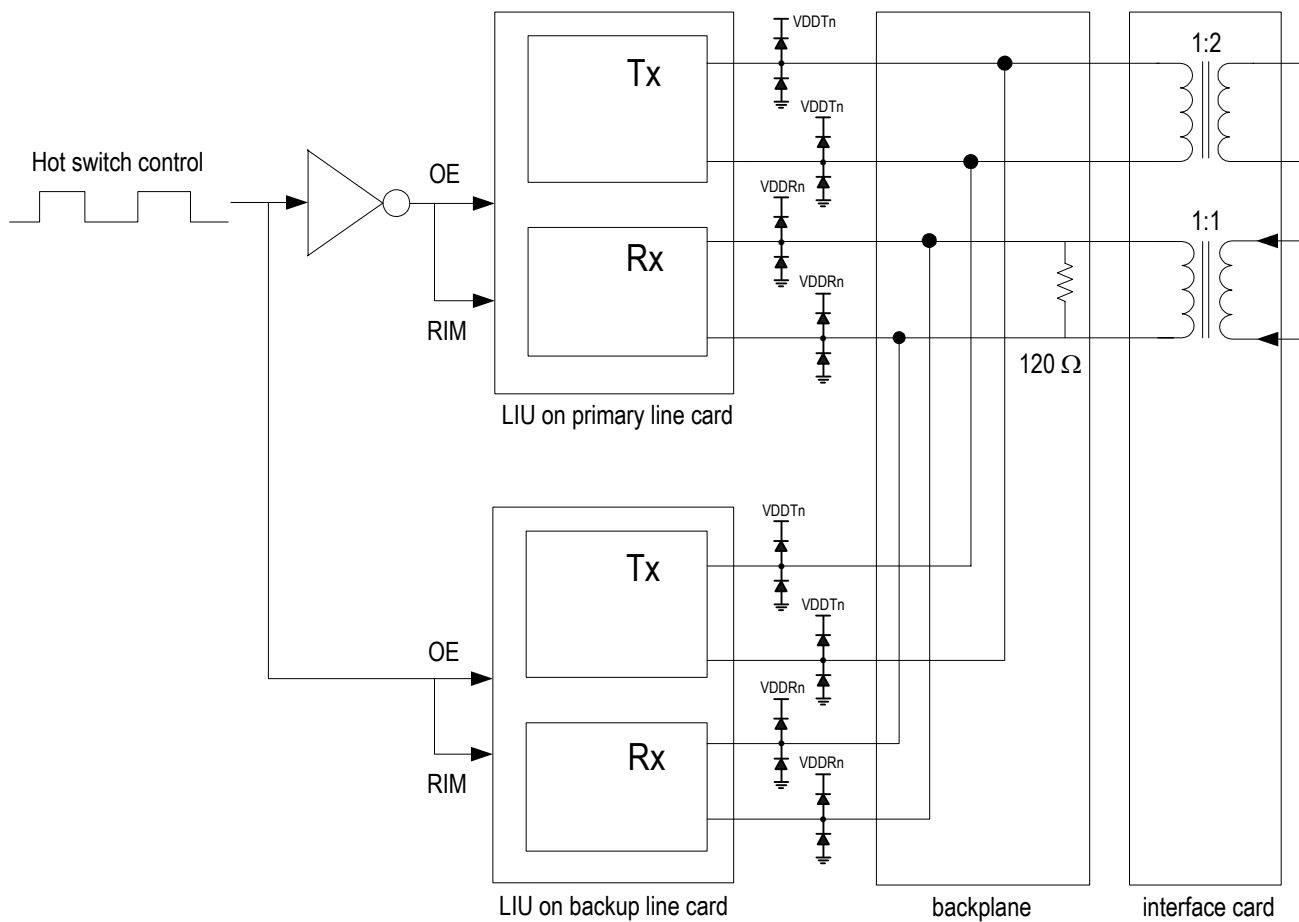 VDDTn
Tx
1:2
VDDTn
Hot switch control
OE
VDDRn
1:1
Rx
VDDRn
RIM
120 Ω
LIU on primary line card
VDDTn
Tx
VDDTn
OE
VDDRn
Rx
VDDRn
RIM
LIU on backup line card
backplane
interface card